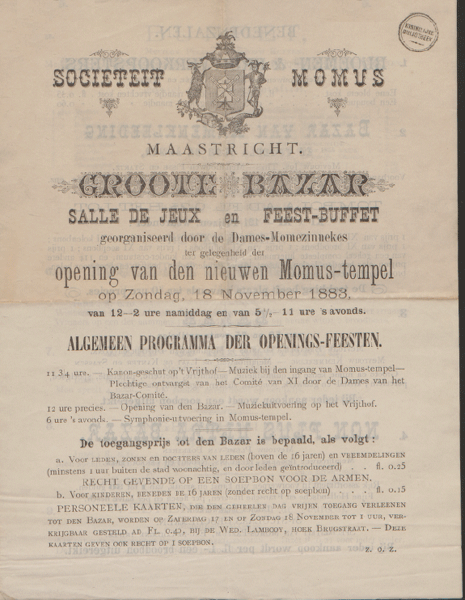 SOCIETEIT MOMUS
MAASTRICHT.
GROOTE BAZAR
SALLE DE JEUX en FEEST-BUFFET
georganiseerd door de Dames-Momezinnekes
ter gelegenheid der
opening van den nieuwen Momus-tempel
op Zondag, 18 November 1883,
van 12—2 ure namiddag en van 5 1/2 - 11 ure 's avonds.
ALGEMEEN PROGRAMMA DER OPENINGS-FEESTEN.
11 3/4 ure. — Kanon-geschut op't Vrijthof—Muziek bij den ingang van Momus-tempel—
Plechtige ontvangst van het Comité van XI door de Dames van het
Bazar-Comité.
12 ure precies. — Opening van den Bazar. — Muziekuitvoering op het Vrijthof.
6 ure 's avonds. — Symphonie-uitvoering in Momus-tempel.
De toegangsprijs tot den Bazar is bepaald, als volgt :
a. Voor LEDEN, ZONEN EN DOCHTERS VAN LEDEN (boven de 16 jaren) en VREEMDELINGEN
(minstens 1 uur buiten de stad woonachtig, en door leden geïntroduceerd) . . fl. 0.25
RECHT GEVENDE OP EEN SOEPBON VOOR DE ARMEN.
b. Voor KINDEREN, BENEDEN DE 16 JAREN (zonder recht op soepbon) . . . . fl. 0.15
PERSONEELE KAARTEN, DIE DEN GEHEELEN DAG VRIJEN TOEGANG VERLEENEN
TOT DEN BAZAR, WORDEN OP ZATERDAG 17 EN OP ZONDAG 18 NOVEMBER TOT 1 UUR, VER-
KRIJGBAAR GESTELD AD FL. 0.40, BIJ DE WED. LAMBOOY, HOEK BRUGSTRAAT. — DEZE
KAARTEN GEVEN OOK RECHT OP 1 SOEPBON.
Z. O. Z.